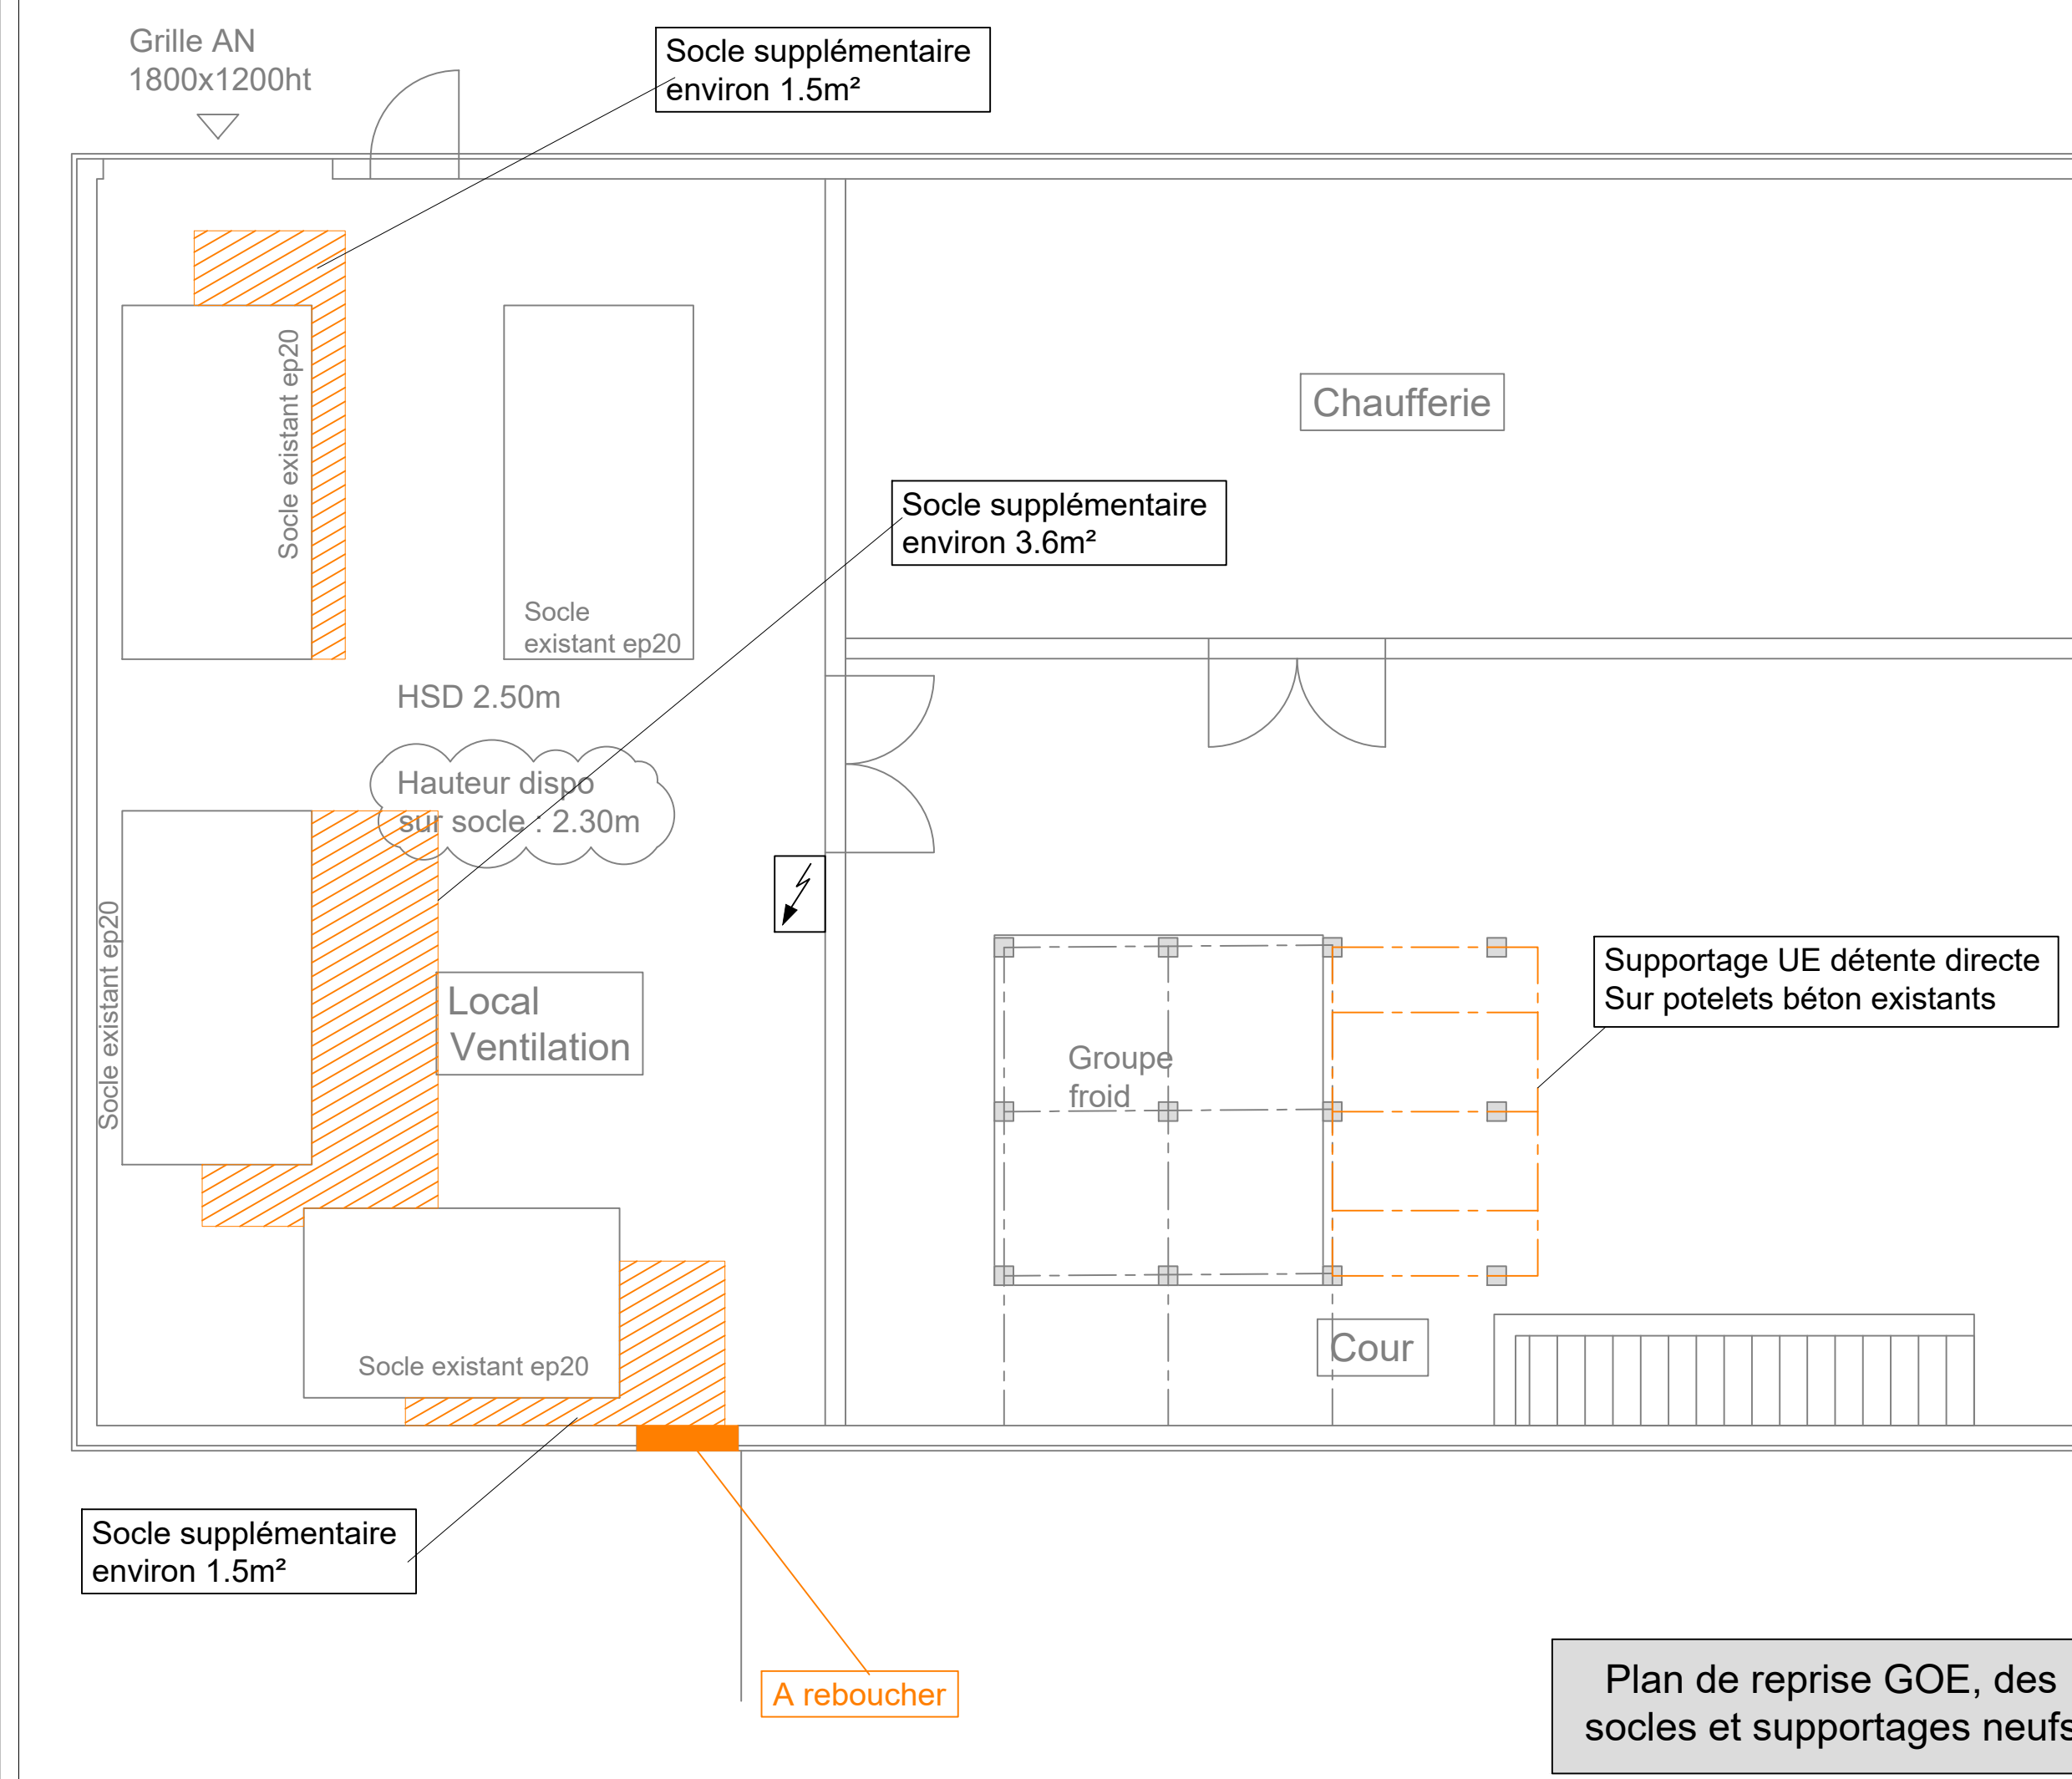 Grille AN
1800x1200ht
Socle supplémentaire
environ 1.5m²
Socle existant ep20
Socle
existant ep20
Chaufferie
Socle supplémentaire
environ 3.6m²
HSD 2.50m
Hauteur dispo
sur socle : 2.30m
Socle existant ep20
Local
Ventilation
Groupe
froid
Supportage UE détente directe
Sur potelets béton existants
Cour
Socle existant ep20
Socle supplémentaire
environ 1.5m²
A reboucher
Plan de reprise GOE, des
socles et supportages neufs